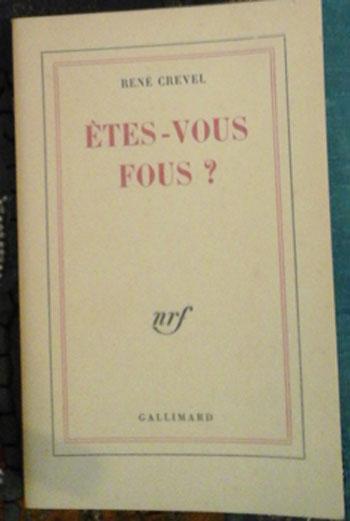 RENÉ CREVEL
ÊTES-VOUS
FOUS ?
nrf
GALLIMARD